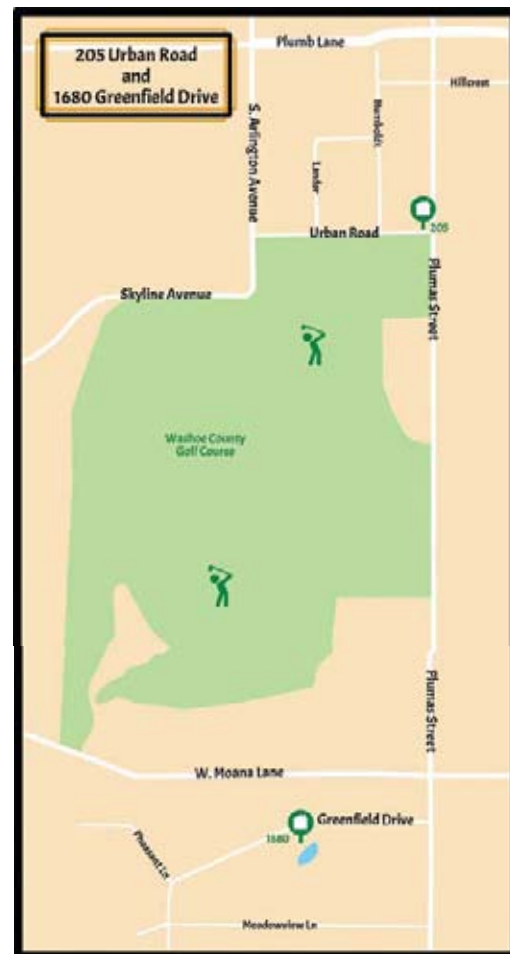 205 Urban Road
and
1680 Greenfield Drive
Plumb Lane
Hillcrest
S. Arlington Avenue
Humboldt
Lander
205
Urban Road
Plumas Street
Skyline Avenue
Washoe County
Golf Course
Plumas Street
W. Moana Lane
Greenfield Drive
1680
Pheasant Ln
Meadowview Ln